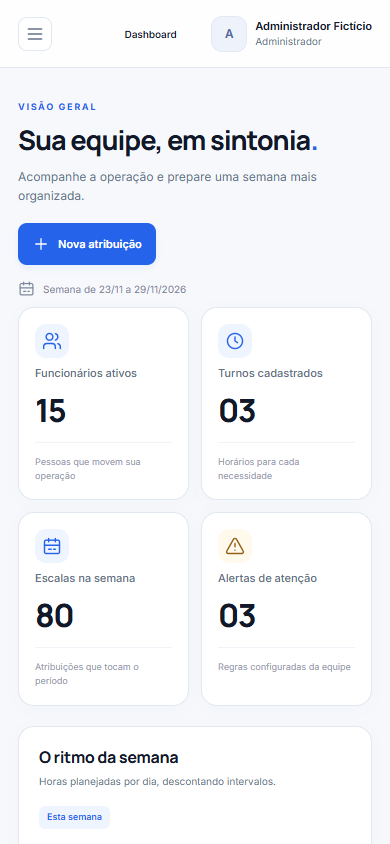 Dashboard
A
Administrador Fictício
Administrador
VISÃO GERAL
Sua equipe, em sintonia.
Acompanhe a operação e prepare uma semana mais
organizada.
Nova atribuição
Semana de 23/11 a 29/11/2026
Funcionários ativos
15
Pessoas que movem sua
operação
Turnos cadastrados
03
Horários para cada
necessidade
Escalas na semana
80
Atribuições que tocam o
período
Alertas de atenção
03
Regras configuradas da equipe
O ritmo da semana
Horas planejadas por dia, descontando intervalos.
Esta semana